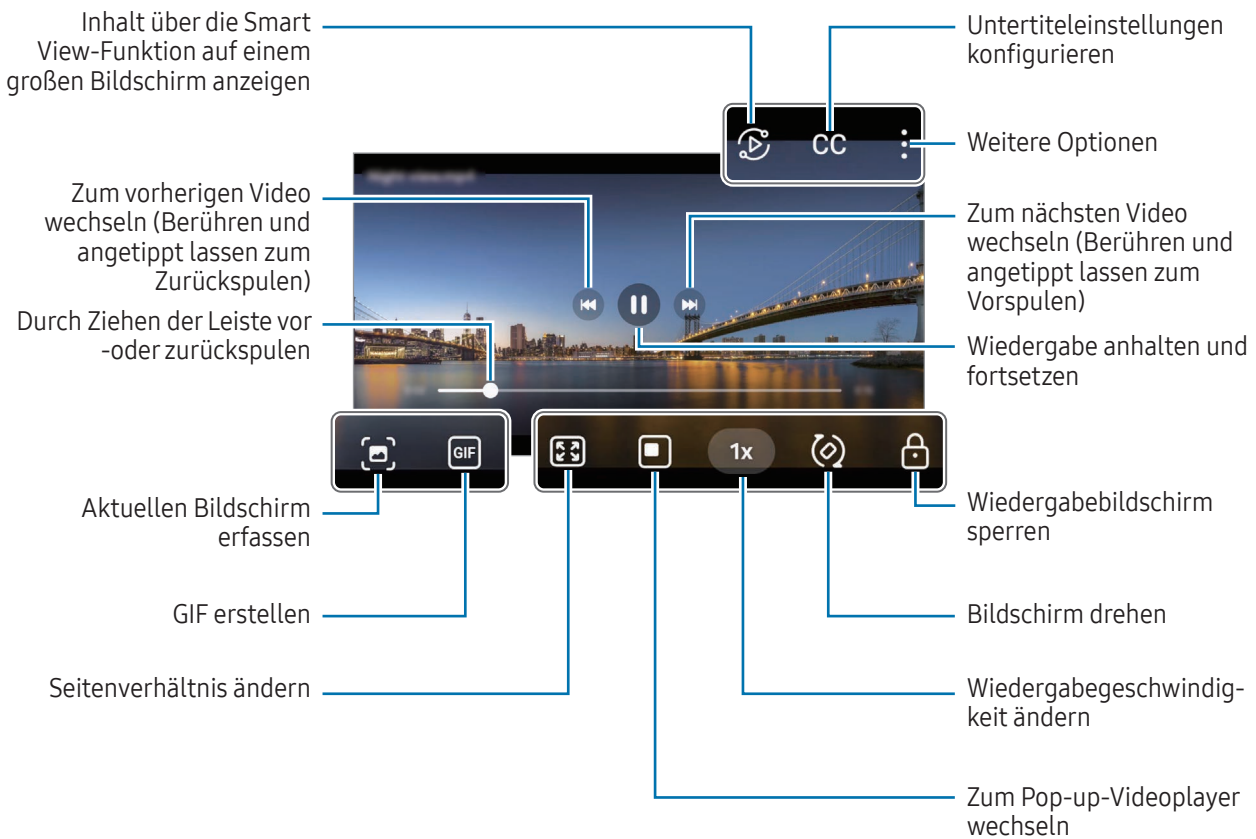 Inhalt über die Smart
View-Funktion auf einem
großen Bildschirm anzeigen
Untertiteleinstellungen
konfigurieren
CC
Weitere Optionen
Zum vorherigen Video
wechseln (Berühren und
angetippt lassen zum
Zurückspulen)
Zum nächsten Video
wechseln (Berühren und
angetippt lassen zum
Vorspulen)
Durch Ziehen der Leiste vor
-oder zurückspulen
Wiedergabe anhalten und
fortsetzen
GIF
1x
Aktuellen Bildschirm
erfassen
Wiedergabebildschirm
sperren
GIF erstellen
Bildschirm drehen
Seitenverhältnis ändern
Wiedergabegeschwindig-
keit ändern
Zum Pop-up-Videoplayer
wechseln